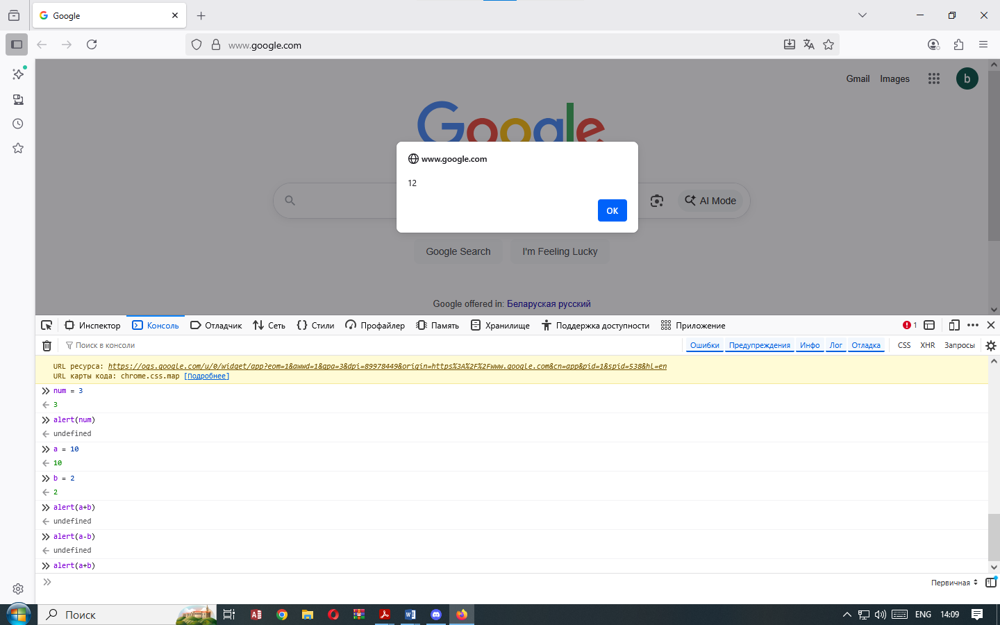 Google
www.google.com
Gmail Images
b
Google
www.google.com
12
OK
AI Mode
Google Search I'm Feeling Lucky
Google offered in: Беларуская русский
Инспектор Консоль Отладчик Сеть Стили Профайлер Память Хранилище Поддержка доступности Приложение 1
Поиск в консоли Ошибки Предупреждения Инфо Лог Отладка CSS XHR Запросы
URL ресурса: https://ogs.google.com/u/0/widget/app?eom=1&awwd=1&gpa=3&dpi=89978449&origin=https%3A%2F%2Fwww.google.com&cn=app&pid=1&spid=538&hl=en
URL карты кода: chrome.css.map [Подробнее]
num = 3
3
alert(num)
undefined
a = 10
10
b = 2
2
alert(a+b)
undefined
alert(a-b)
undefined
alert(a+b)
Первичная
Поиск ENG 14:09